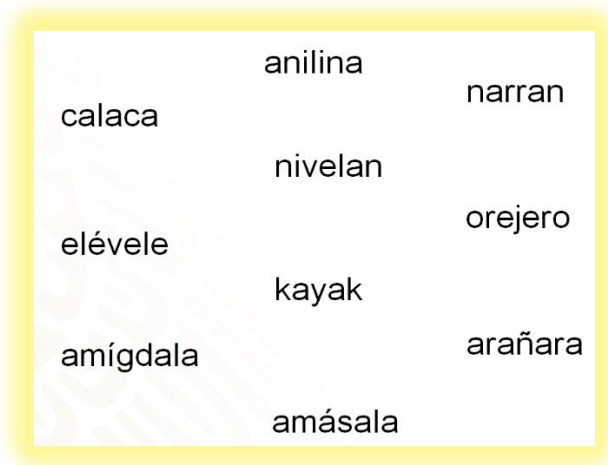 anilina
narran
calaca
nivelan
orejero
elévele
kayak
arañara
amígdala
amásala